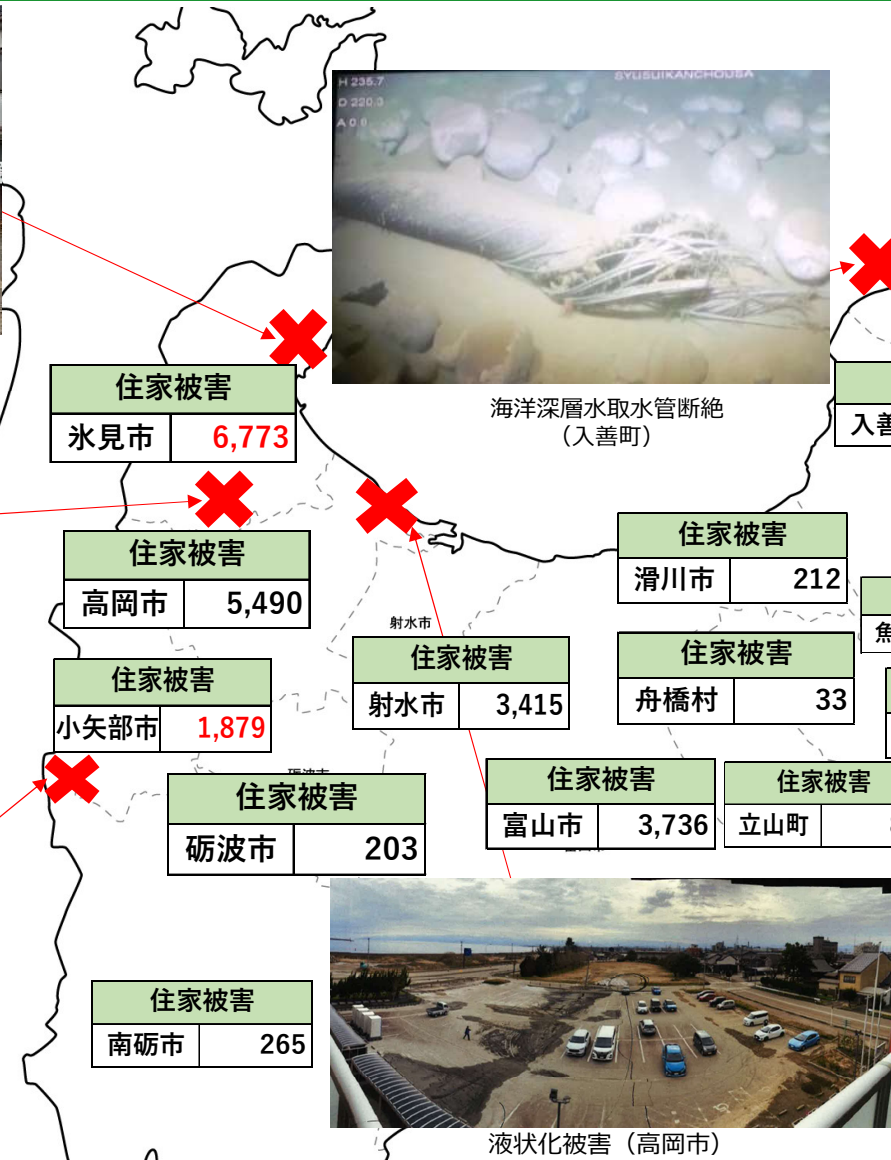 H 235.7
D 220.3
SYUSUIKANCHOUSA
海洋深層水取水管断絶
(入善町)
住家被害
氷見市 6,773
入善
住家被害
高岡市 5,490
住家被害
滑川市 212
射水市
住家被害
小矢部市 1,879
住家被害
射水市 3,415
住家被害
舟橋村 33
砺波市
住家被害
砺波市 203
住家被害
富山市 3,736
住家被害
立山町
住家被害
南砺市 265
液状化被害(高岡市)